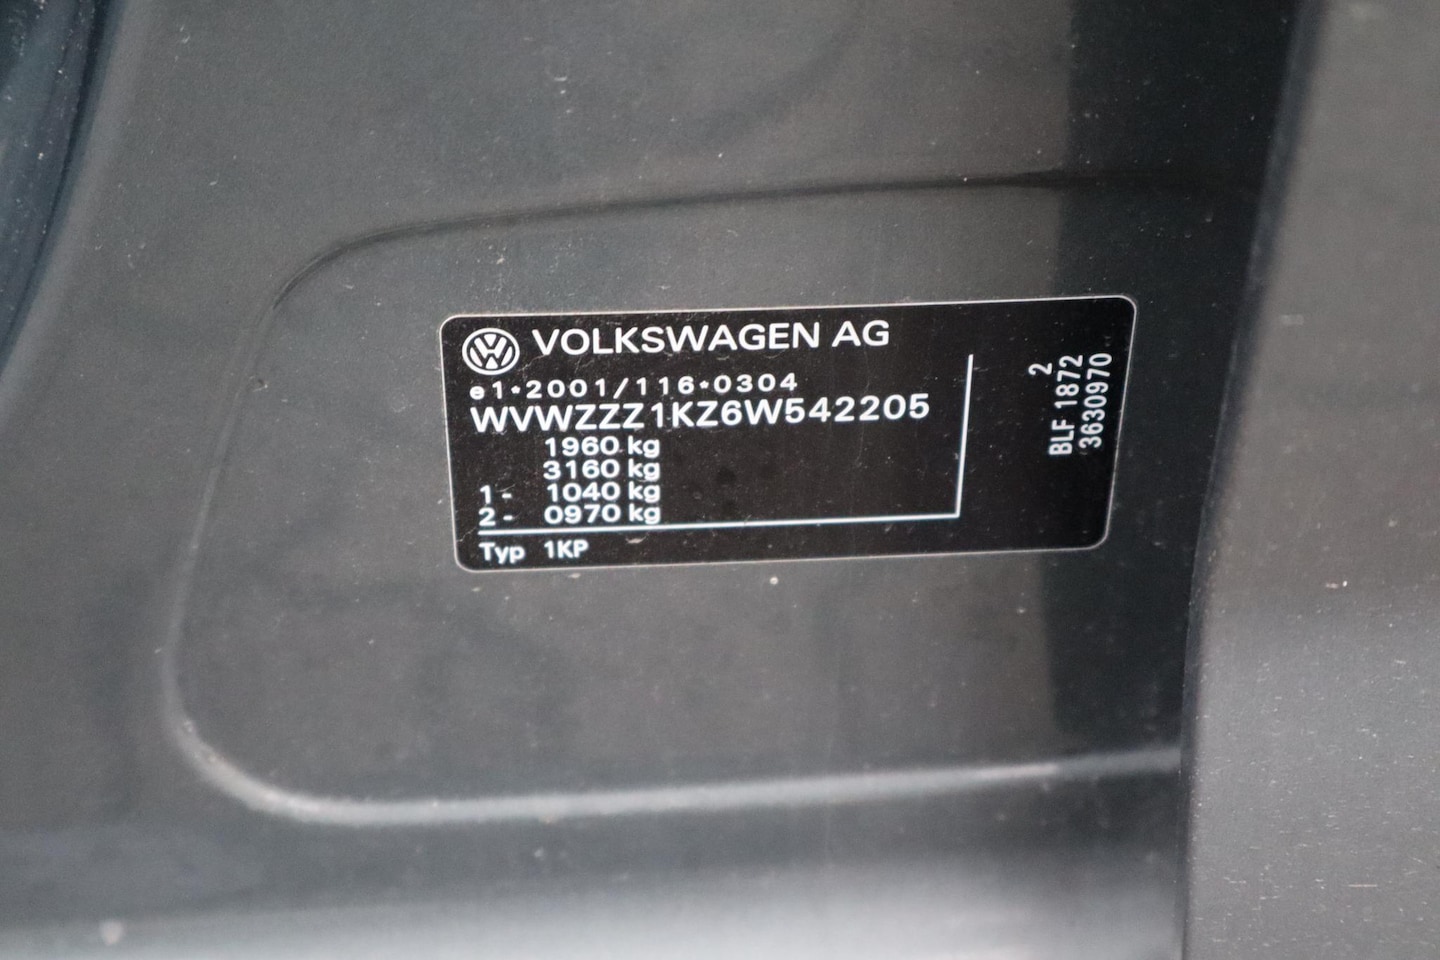 VOLKSWAGEN AG
e1*2001/116*0304
WVWZZZ1KZ6W542205
1960 kg
3160 kg
1- 1040 kg
2- 0970 kg
Typ 1KP
2
BLF 1872
3630970